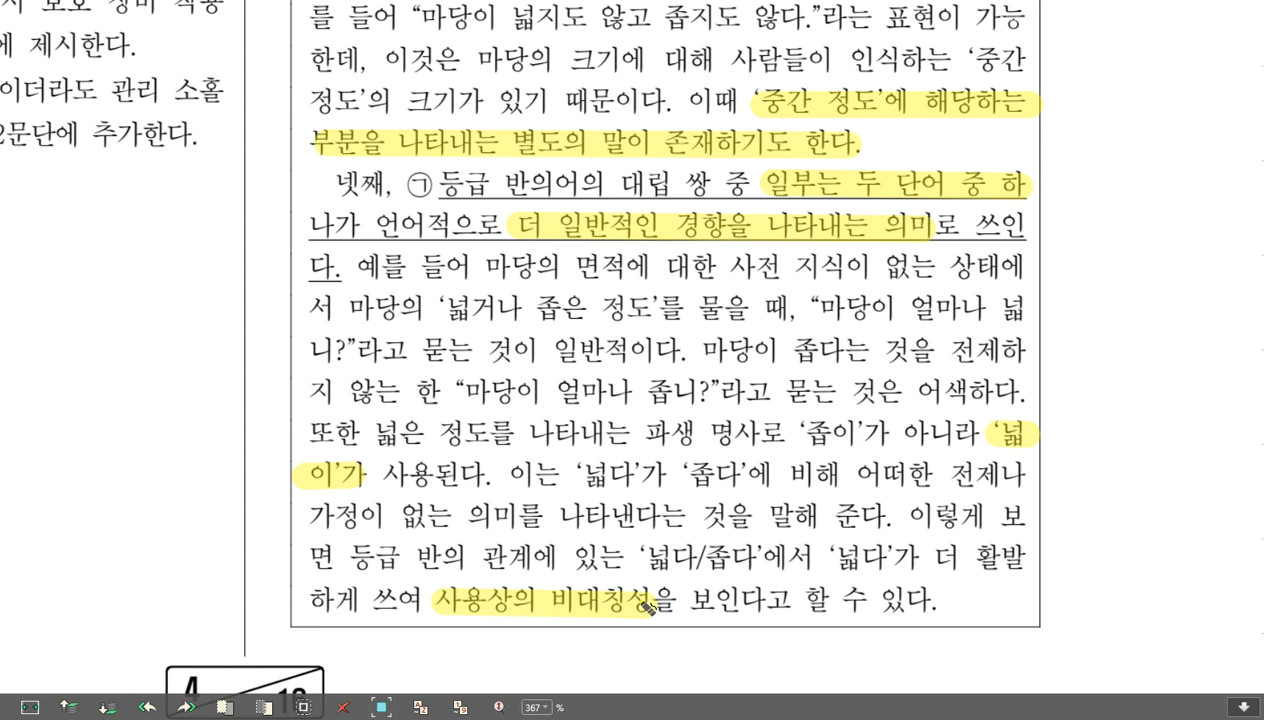 에 제시한다.
이더라도 관리 소홀
2문단에 추가한다.
를 들어 “마당이 넓지도 않고 좁지도 않다.”라는 표현이 가능
한데, 이것은 마당의 크기에 대해 사람들이 인식하는 ‘중간
정도’의 크기가 있기 때문이다. 이때 ‘중간 정도’에 해당하는
부분을 나타내는 별도의 말이 존재하기도 한다.
넷째, ㉠등급 반의어의 대립 쌍 중 일부는 두 단어 중 하
나가 언어적으로 더 일반적인 경향을 나타내는 의미로 쓰인
다. 예를 들어 마당의 면적에 대한 사전 지식이 없는 상태에
서 마당의 ‘넓거나 좁은 정도’를 물을 때, “마당이 얼마나 넓
니?”라고 묻는 것이 일반적이다. 마당이 좁다는 것을 전제하
지 않는 한 “마당이 얼마나 좁니?”라고 묻는 것은 어색하다.
또한 넓은 정도를 나타내는 파생 명사로 ‘좁이’가 아니라 ‘넓
이’가 사용된다. 이는 ‘넓다’가 ‘좁다’에 비해 어떠한 전제나
가정이 없는 의미를 나타낸다는 것을 말해 준다. 이렇게 보
면 등급 반의 관계에 있는 ‘넓다/좁다’에서 ‘넓다’가 더 활발
하게 쓰여 사용상의 비대칭성을 보인다고 할 수 있다.
4
367 %